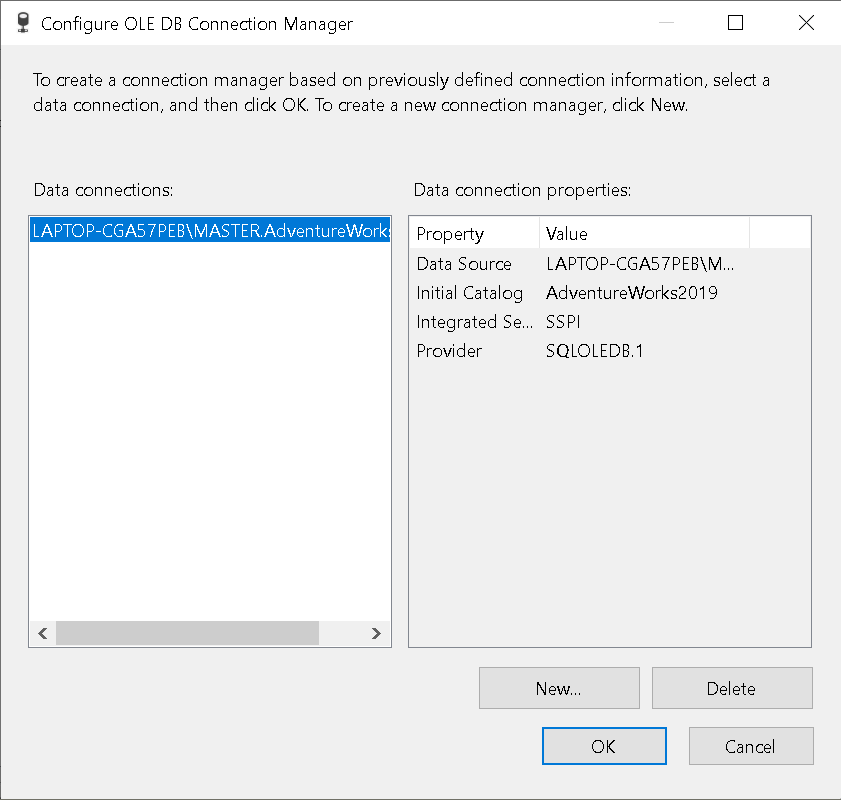 Configure OLE DB Connection Manager
To create a connection manager based on previously defined connection information, select a
data connection, and then click OK. To create a new connection manager, click New.
Data connections:
Data connection properties:
LAPTOP-CGA57PEB\MASTER.AdventureWorks
Property Value
Data Source LAPTOP-CGA57PEB\M...
Initial Catalog AdventureWorks2019
Integrated Se... SSPI
Provider SQLOLEDB.1
New... Delete
OK Cancel